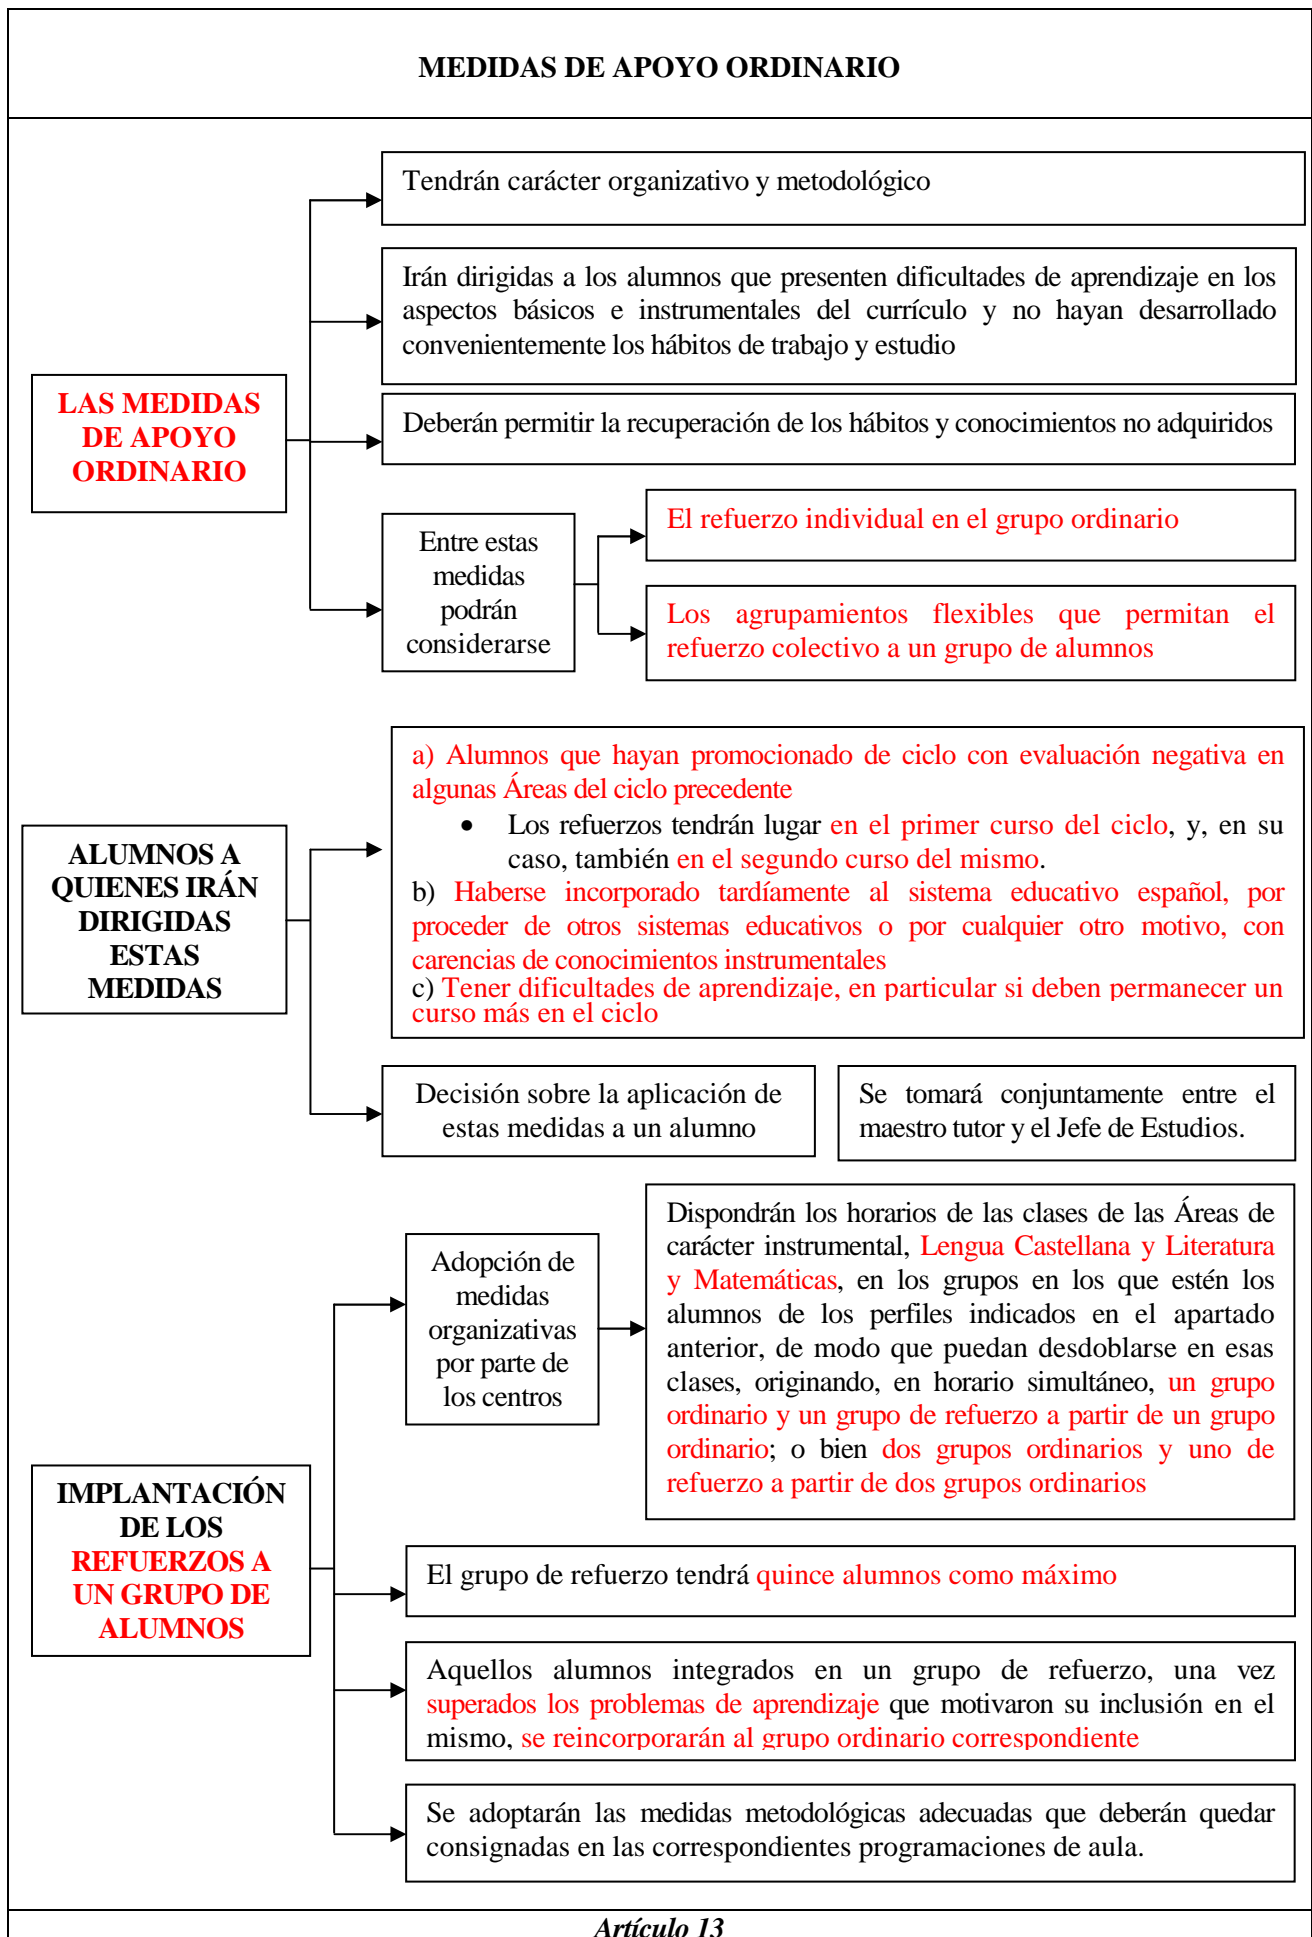 MEDIDAS DE APOYO ORDINARIO
LAS MEDIDAS
DE APOYO
ORDINARIO
Tendrán carácter organizativo y metodológico
Irán dirigidas a los alumnos que presenten dificultades de aprendizaje en los
aspectos básicos e instrumentales del currículo y no hayan desarrollado
convenientemente los hábitos de trabajo y estudio
Deberán permitir la recuperación de los hábitos y conocimientos no adquiridos
Entre estas
medidas
podrán
considerarse
El refuerzo individual en el grupo ordinario
Los agrupamientos flexibles que permitan el
refuerzo colectivo a un grupo de alumnos
ALUMNOS A
QUIENES IRÁN
DIRIGIDAS
ESTAS
MEDIDAS
a) Alumnos que hayan promocionado de ciclo con evaluación negativa en
algunas Áreas del ciclo precedente
• Los refuerzos tendrán lugar en el primer curso del ciclo, y, en su
caso, también en el segundo curso del mismo.
b) Haberse incorporado tardíamente al sistema educativo español, por
proceder de otros sistemas educativos o por cualquier otro motivo, con
carencias de conocimientos instrumentales
c) Tener dificultades de aprendizaje, en particular si deben permanecer un
curso más en el ciclo
Decisión sobre la aplicación de
estas medidas a un alumno
Se tomará conjuntamente entre el
maestro tutor y el Jefe de Estudios.
IMPLANTACIÓN
DE LOS
REFUERZOS A
UN GRUPO DE
ALUMNOS
Adopción de
medidas
organizativas
por parte de
los centros
Dispondrán los horarios de las clases de las Áreas de
carácter instrumental, Lengua Castellana y Literatura
y Matemáticas, en los grupos en los que estén los
alumnos de los perfiles indicados en el apartado
anterior, de modo que puedan desdoblarse en esas
clases, originando, en horario simultáneo, un grupo
ordinario y un grupo de refuerzo a partir de un grupo
ordinario; o bien dos grupos ordinarios y uno de
refuerzo a partir de dos grupos ordinarios
El grupo de refuerzo tendrá quince alumnos como máximo
Aquellos alumnos integrados en un grupo de refuerzo, una vez
superados los problemas de aprendizaje que motivaron su inclusión en el
mismo, se reincorporarán al grupo ordinario correspondiente
Se adoptarán las medidas metodológicas adecuadas que deberán quedar
consignadas en las correspondientes programaciones de aula.
Artículo 13